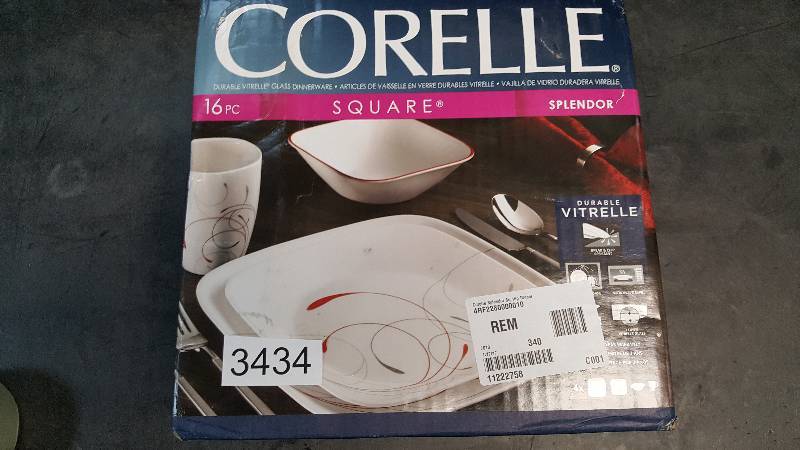 CORELLE®
DURABLE VITRELLE® GLASS DINNERWARE • ARTICLES DE VAISSELLE EN VERRE DURABLES VITRELLE • VAJILLA DE VIDRIO DURADERA VITRELLE
16 PC SQUARE® SPLENDOR
DURABLE
VITRELLE
REM
340
11222758
C001
3434